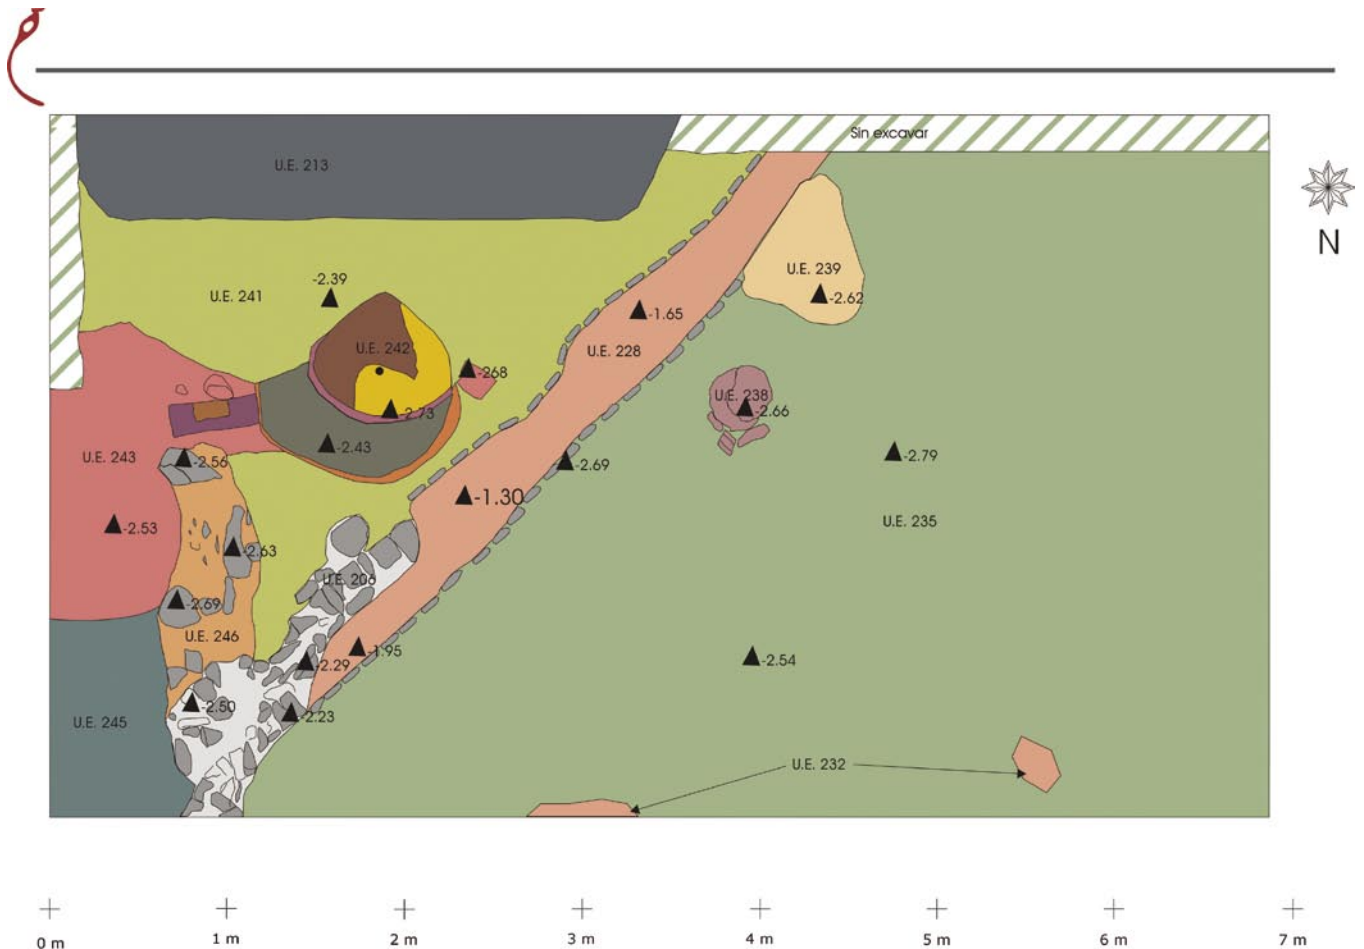 Sin excavar
U.E. 213
N
U.E. 239
-2.39
U.E. 241
-2.62
-1.65
U.E. 242
U.E. 228
-268
U.E. 238
-2.73
-2.66
-2.43
U.E. 243
-2.56
-2.69
-2.79
-1.30
-2.53
U.E. 235
-2.63
U.E. 206
-2.69
U.E. 246
-1.95
-2.29
-2.54
-2.50
-2.23
U.E. 245
U.E. 232
0 m 1 m 2 m 3 m 4 m 5 m 6 m 7 m